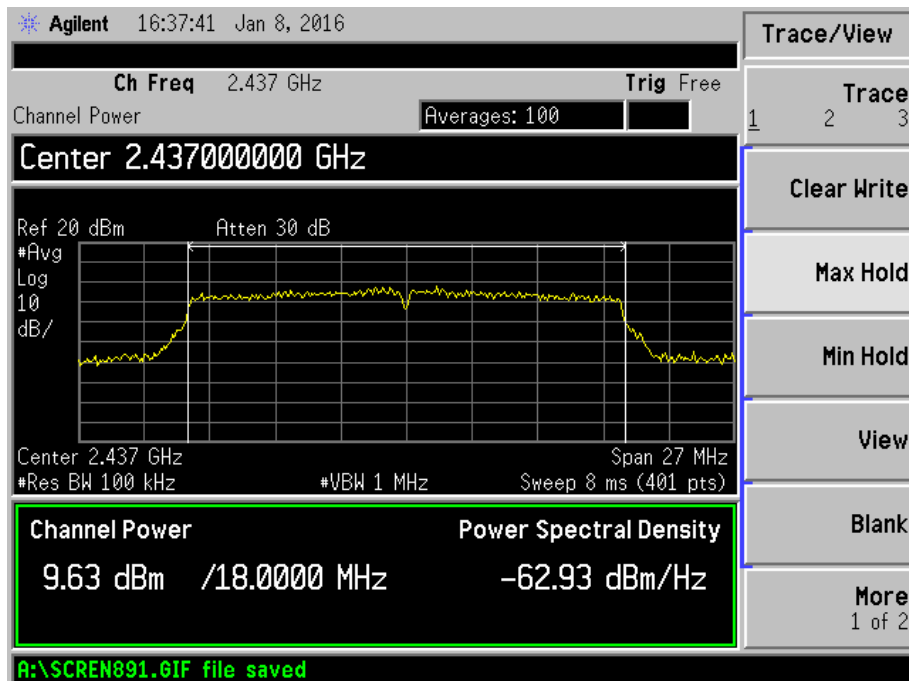 Agilent 16:37:41 Jan 8, 2016
Trace/View
Ch Freq 2.437 GHz Trig Free
Channel Power Averages: 100
Center 2.437000000 GHz
Ref 20 dBm Atten 30 dB
#Avg
Log
10
dB/
Center 2.437 GHz Span 27 MHz
#Res BW 100 kHz #VBW 1 MHz Sweep 8 ms (401 pts)
Channel Power Power Spectral Density
9.63 dBm /18.0000 MHz -62.93 dBm/Hz
A:\SCREN891.GIF file saved
Trace
1 2 3
Clear Write
Max Hold
Min Hold
View
Blank
More
1 of 2